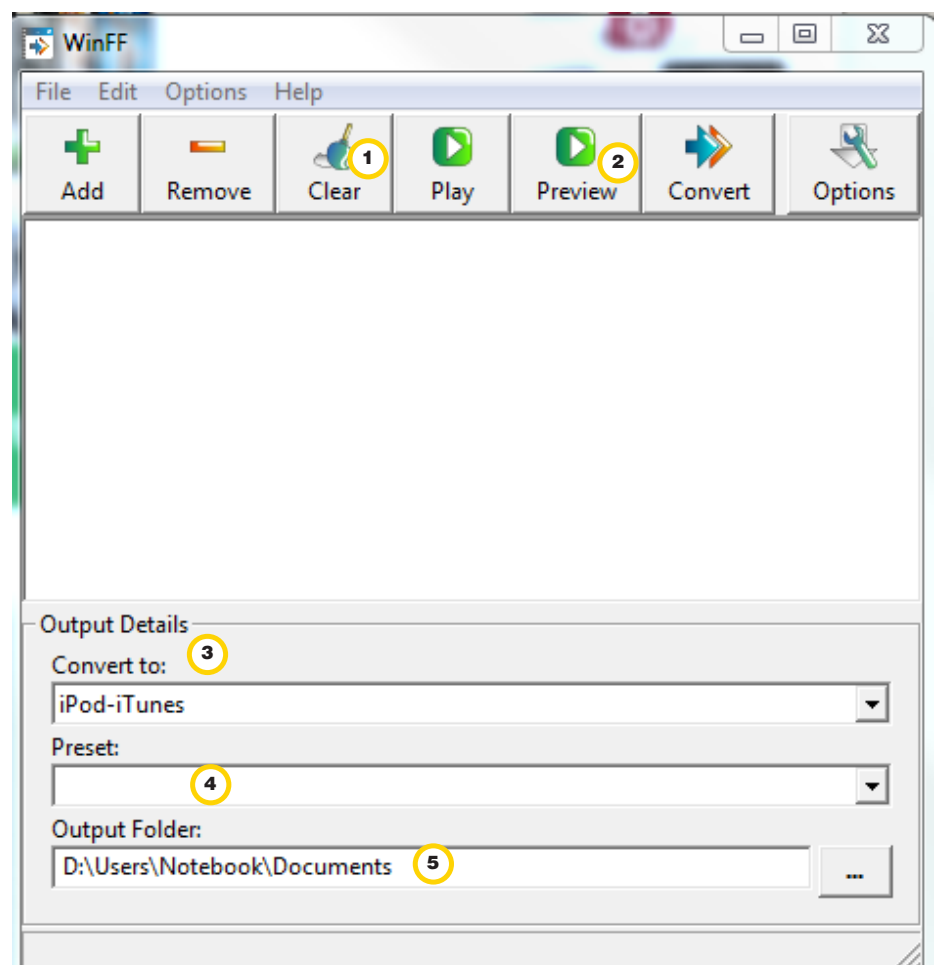 WinFF
File Edit Options Help
1 2
Add Remove Clear Play Preview Convert Options
Output Details
3
Convert to:
iPod-iTunes
Preset:
4
Output Folder:
D:\Users\Notebook\Documents 5 ...